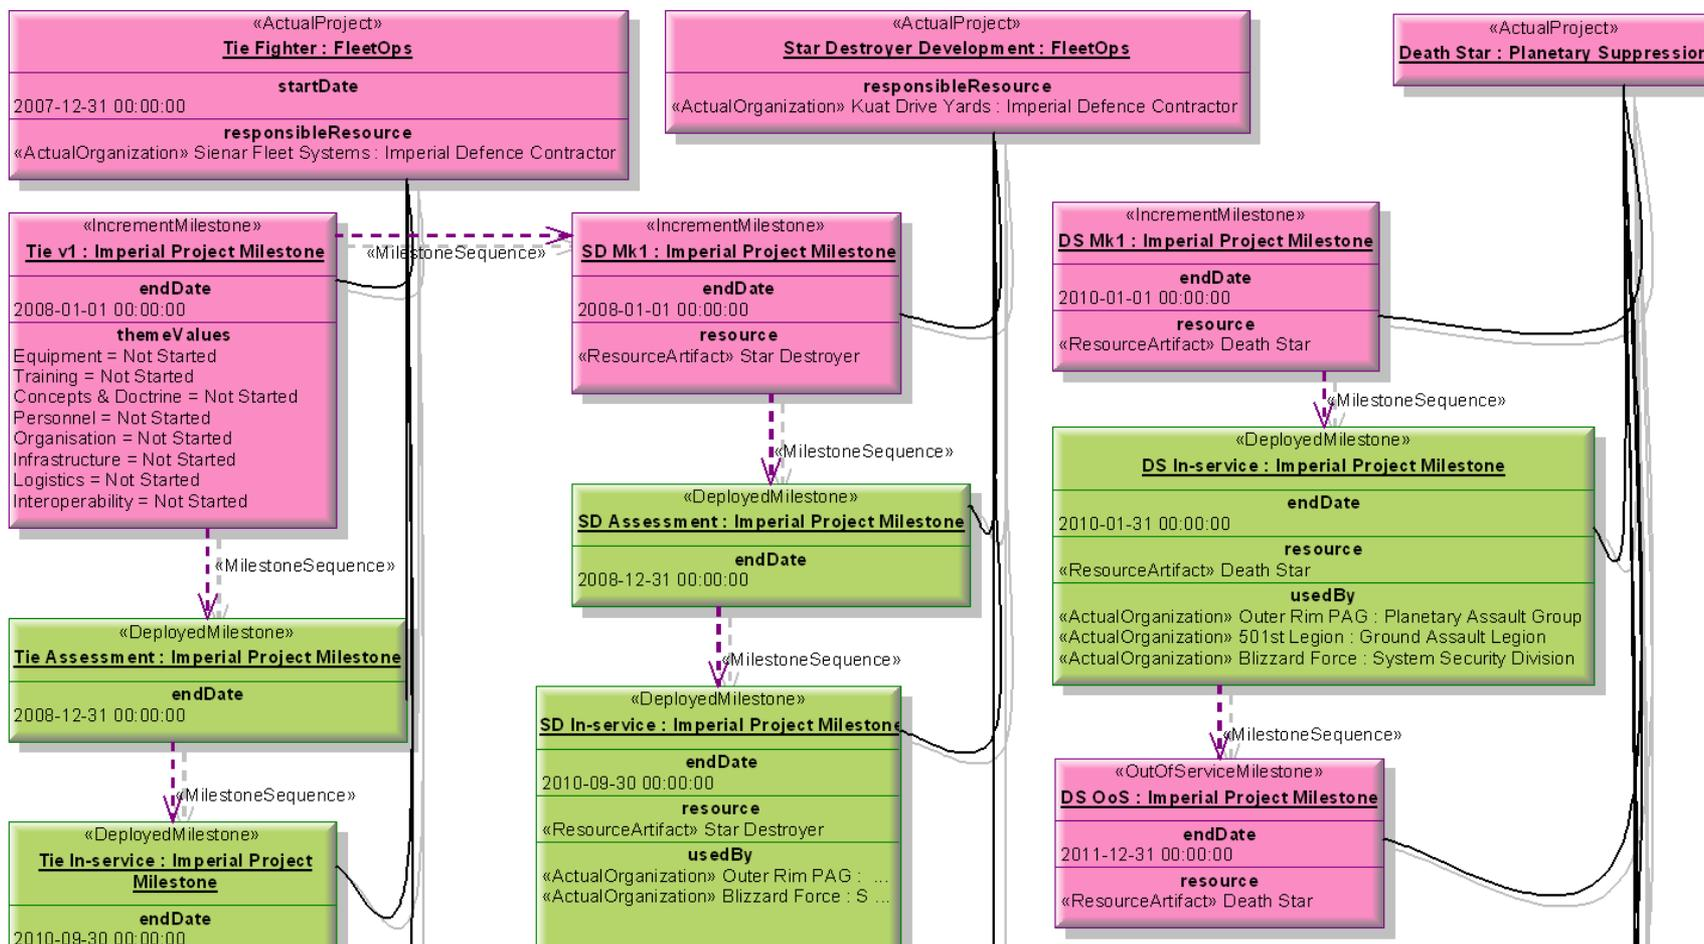 «ActualProject»
Tie Fighter : FleetOps
startDate
2007-12-31 00:00:00
responsibleResource
«ActualOrganization» Sienar Fleet Systems : Imperial Defence Contractor
«ActualProject»
Star Destroyer Development : FleetOps
responsibleResource
«ActualOrganization» Kuat Drive Yards : Imperial Defence Contractor
«ActualProject»
Death Star : Planetary Suppression
«IncrementMilestone»
Tie v1 : Imperial Project Milestone
endDate
2008-01-01 00:00:00
themeValues
Equipment = Not Started
Training = Not Started
Concepts & Doctrine = Not Started
Personnel = Not Started
Organisation = Not Started
Infrastructure = Not Started
Logistics = Not Started
Interoperability = Not Started
«MilestoneSequence»
«IncrementMilestone»
SD Mk1 : Imperial Project Milestone
endDate
2008-01-01 00:00:00
resource
«ResourceArtifact» Star Destroyer
«IncrementMilestone»
DS Mk1 : Imperial Project Milestone
endDate
2010-01-01 00:00:00
resource
«ResourceArtifact» Death Star
«MilestoneSequence»
«MilestoneSequence»
«MilestoneSequence»
«DeployedMilestone»
Tie Assessment : Imperial Project Milestone
endDate
2008-12-31 00:00:00
«MilestoneSequence»
«DeployedMilestone»
Tie In-service : Imperial Project
Milestone
endDate
2010-09-30 00:00:00
«DeployedMilestone»
SD Assessment : Imperial Project Milestone
endDate
2008-12-31 00:00:00
«MilestoneSequence»
«DeployedMilestone»
SD In-service : Imperial Project Milestone
endDate
2010-09-30 00:00:00
resource
«ResourceArtifact» Star Destroyer
usedBy
«ActualOrganization» Outer Rim PAG : ...
«ActualOrganization» Blizzard Force : S ...
«DeployedMilestone»
DS In-service : Imperial Project Milestone
endDate
2010-01-31 00:00:00
resource
«ResourceArtifact» Death Star
usedBy
«ActualOrganization» Outer Rim PAG : Planetary Assault Group
«ActualOrganization» 501st Legion : Ground Assault Legion
«ActualOrganization» Blizzard Force : System Security Division
«MilestoneSequence»
«OutOfServiceMilestone»
DS OoS : Imperial Project Milestone
endDate
2011-12-31 00:00:00
resource
«ResourceArtifact» Death Star